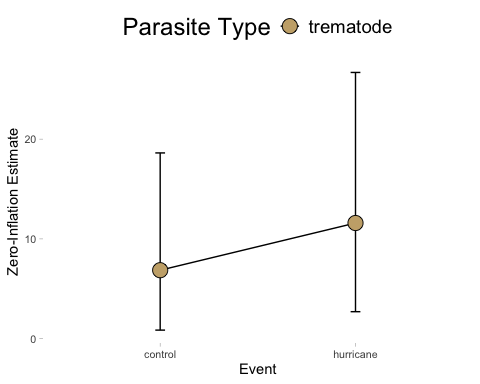 Parasite Type trematode
Zero-Inflation Estimate
20
10
0
control hurricane
Event